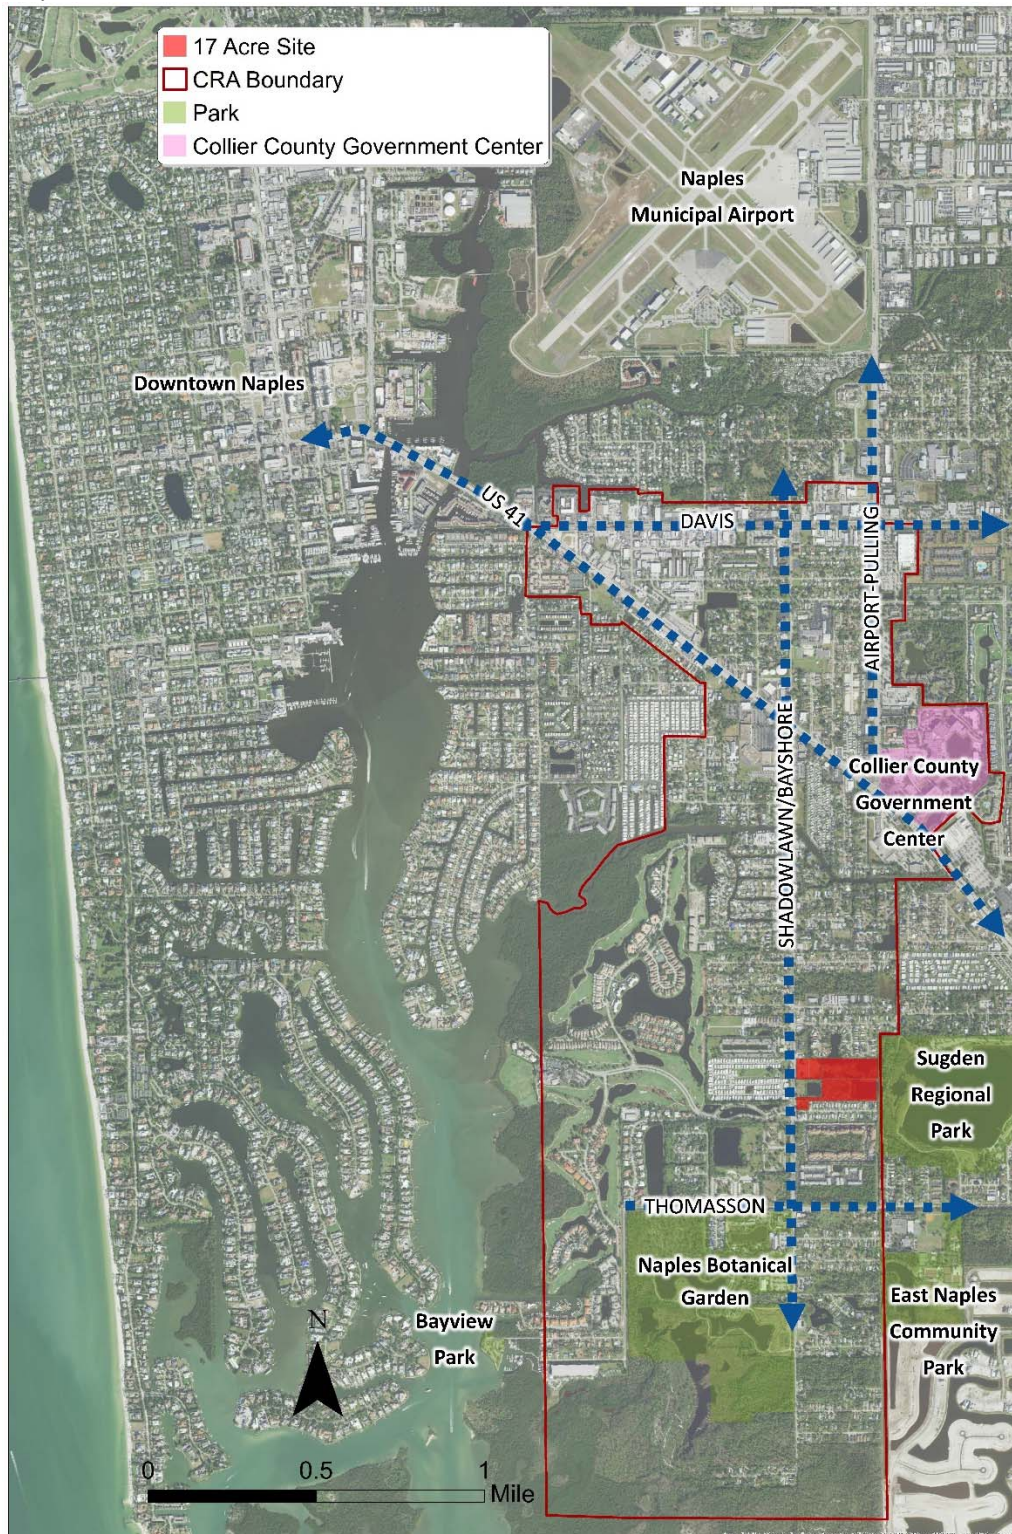 17 Acre Site
CRA Boundary
Park
Collier County Government Center
Naples
Municipal Airport
Downtown Naples
US 41
DAVIS
AIRPORT-PULLING
SHADOWLAWN/BAYSHORE
Collier County
Government
Center
Sugden
Regional
Park
THOMASSON
Naples Botanical
Garden
East Naples
Community
Park
Bayview
Park
N
0 0.5 1
Mile